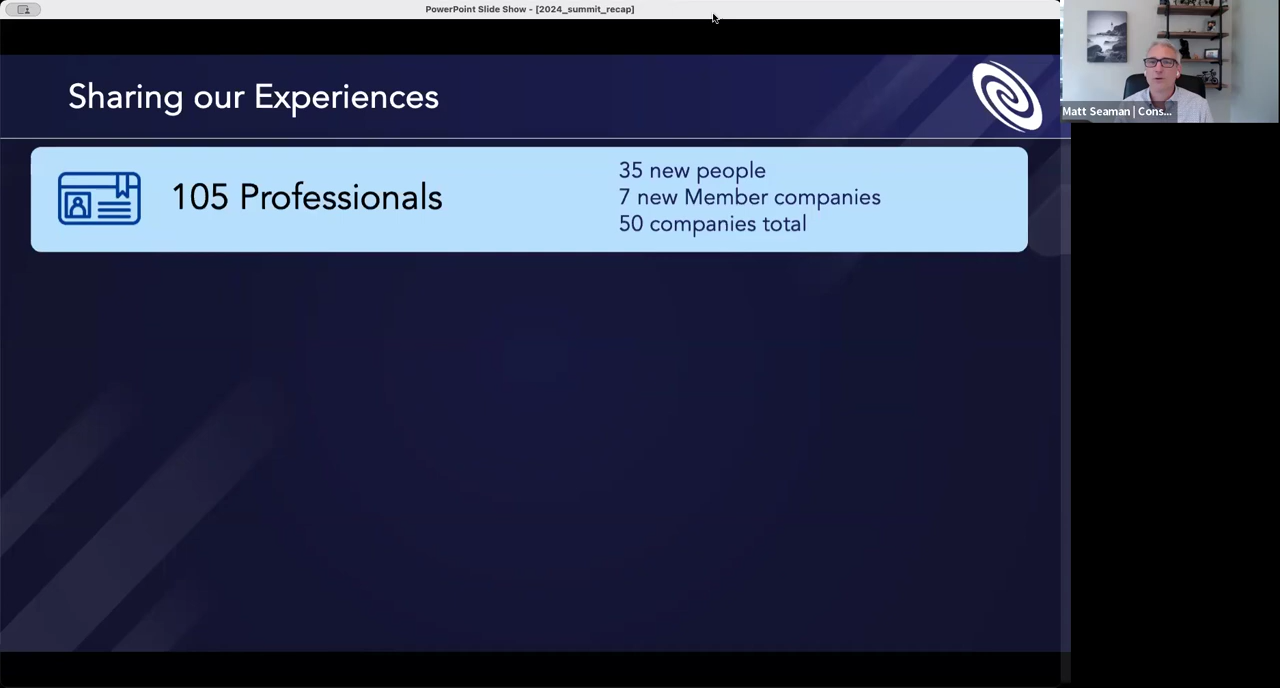 PowerPoint Slide Show - [2024_summit_recap]
Sharing our Experiences
105 Professionals
35 new people
7 new Member companies
50 companies total
Matt Seaman | Cons...